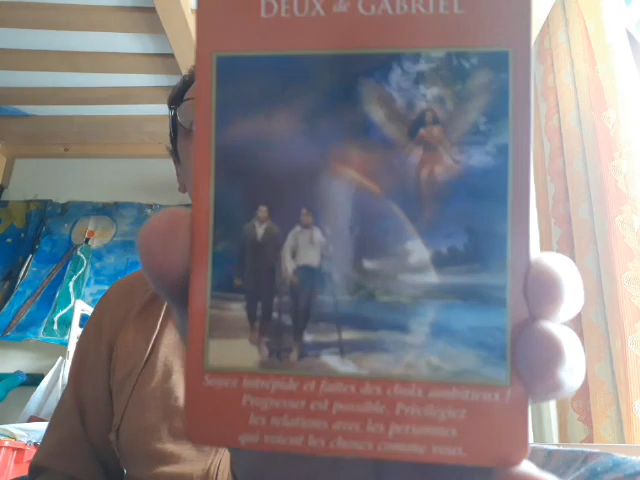 DEUX de GABRIEL
Soyez intrépide et faites des choix ambitieux !
Progresser est possible. Privilégiez
les relations avec les personnes
qui voient les choses comme vous.